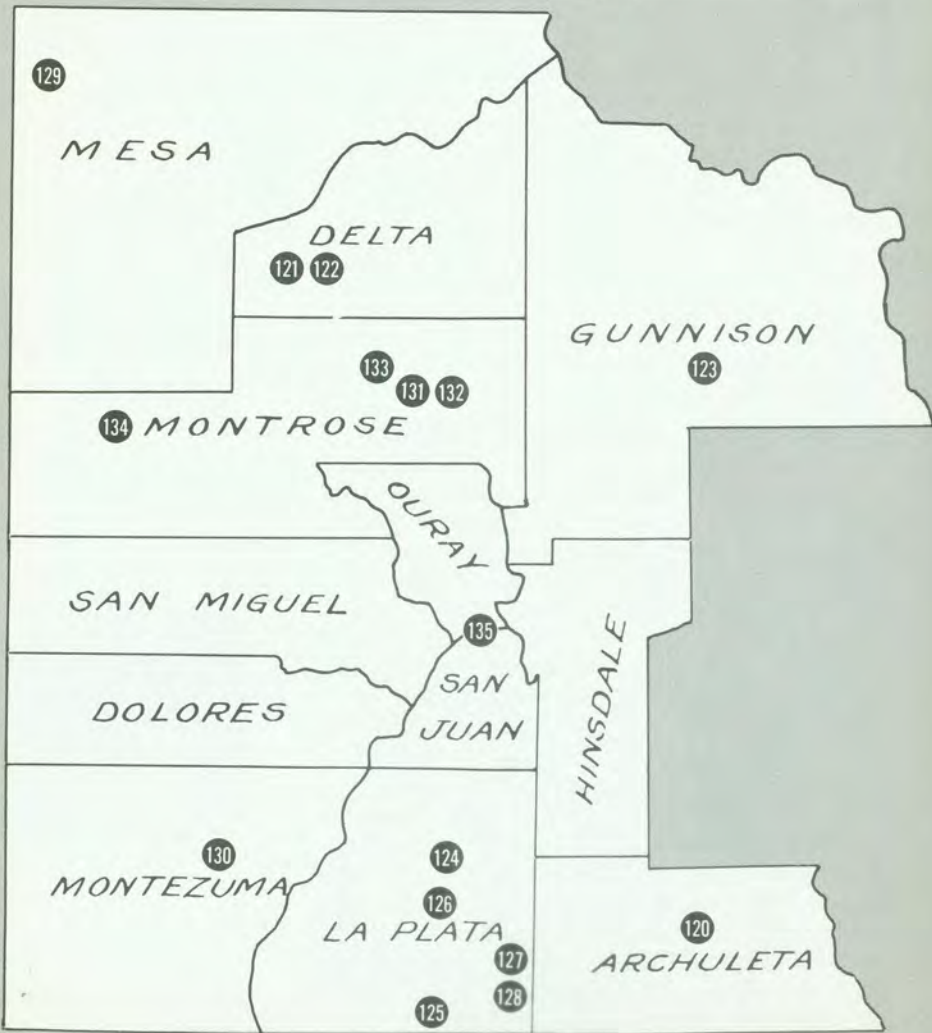 129
MESA
DELTA
121 122
GUNNISON
123
133
131 132
134 MONTROSE
OURAY
SAN MIGUEL
135
SAN
JUAN
HINSDALE
DOLORES
130
MONTEZUMA
124
126
LA PLATA
127
128
125
120
ARCHULETA